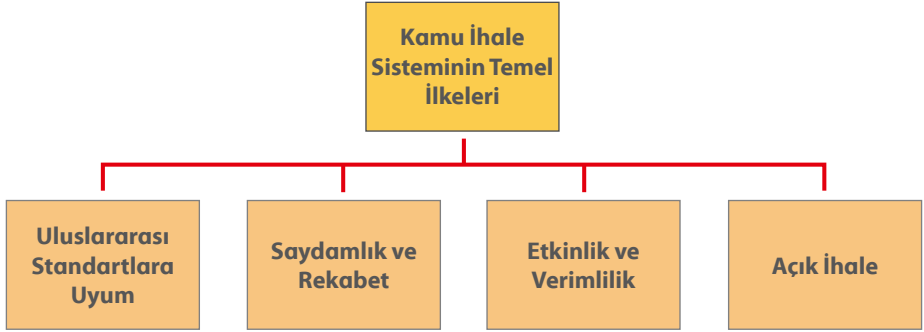 Kamu İhale
Sisteminin Temel
İlkeleri
Uluslararası
Standartlara
Uyum
Saydamlık ve
Rekabet
Etkinlik ve
Verimlilik
Açık İhale